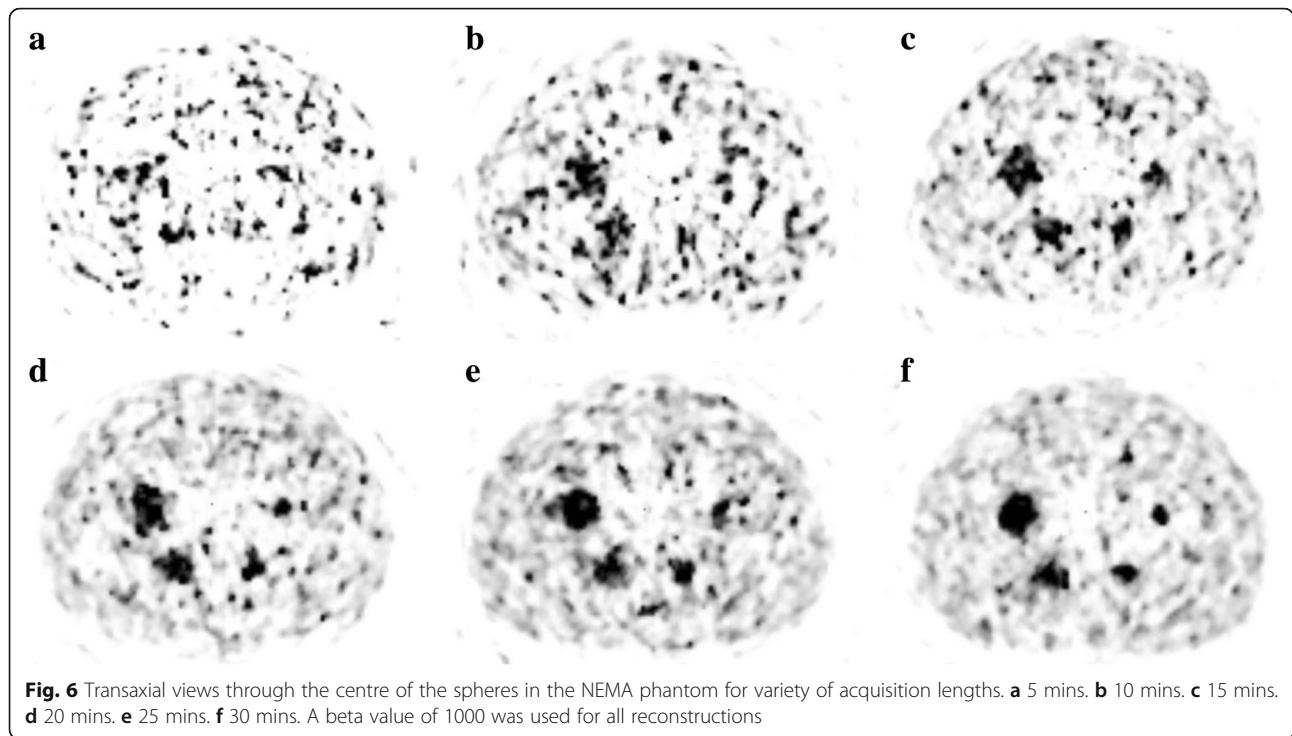 a
b
c
d
e
f
Fig. 6 Transaxial views through the centre of the spheres in the NEMA phantom for variety of acquisition lengths. a 5 mins. b 10 mins. c 15 mins.
d 20 mins. e 25 mins. f 30 mins. A beta value of 1000 was used for all reconstructions